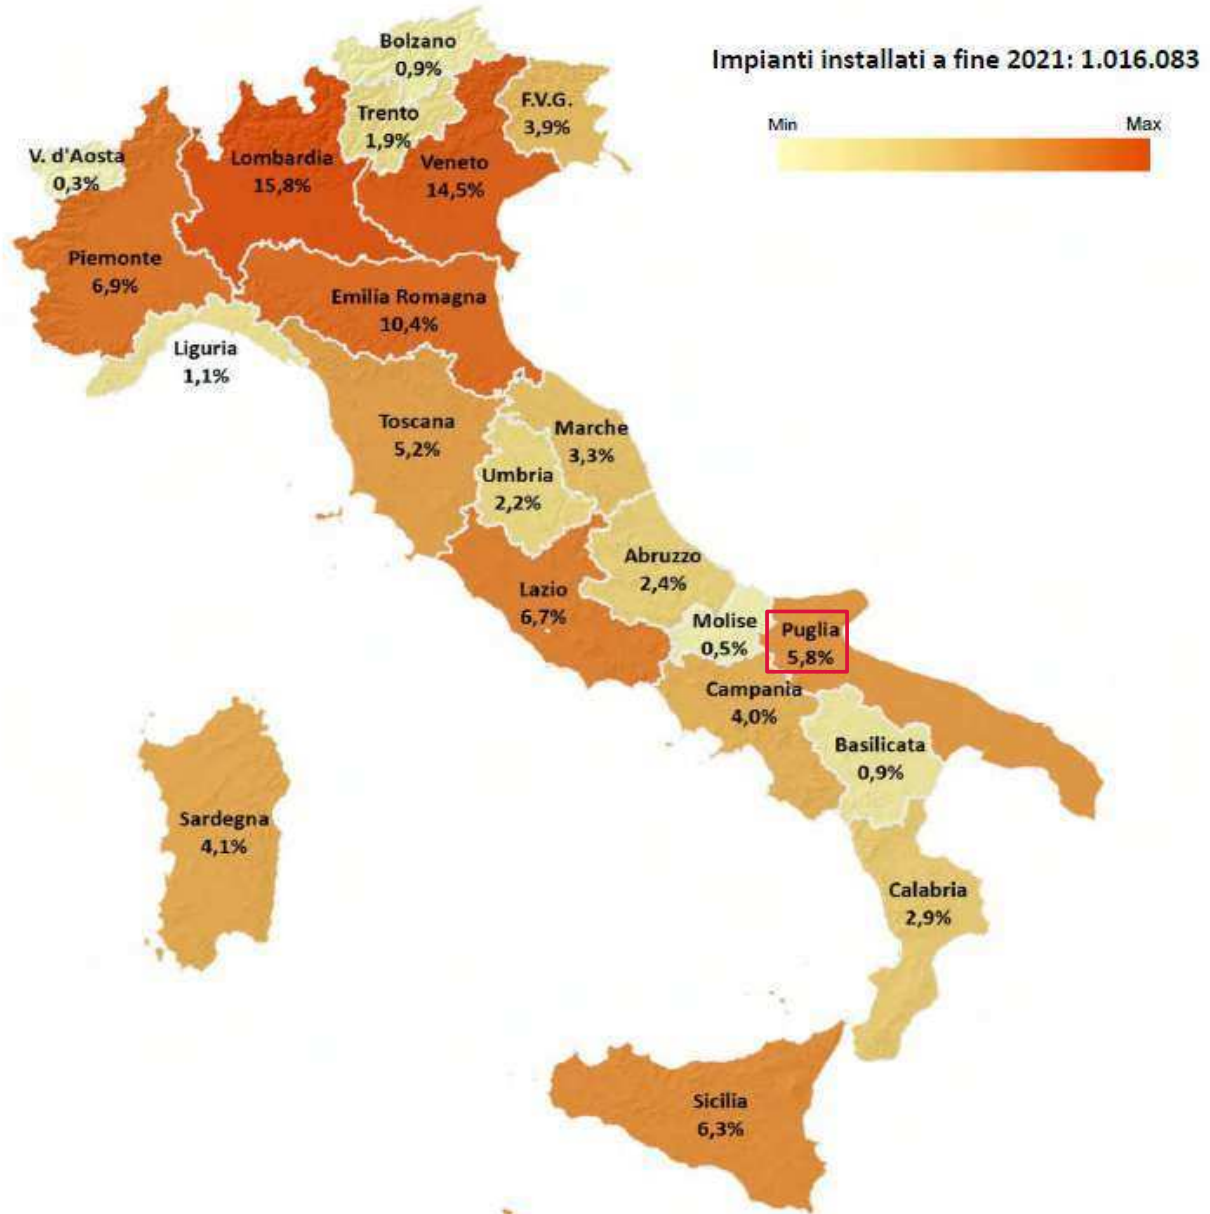 Impianti installati a fine 2021: 1.016.083
Min
Max
Bolzano
0,9%
Trento
1,9%
F.V.G.
3,9%
V. d'Aosta
0,3%
Lombardia
15,8%
Veneto
14,5%
Piemonte
6,9%
Emilia Romagna
10,4%
Liguria
1,1%
Toscana
5,2%
Marche
3,3%
Umbria
2,2%
Abruzzo
2,4%
Lazio
6,7%
Molise
0,5%
Puglia
5,8%
Campania
4,0%
Basilicata
0,9%
Sardegna
4,1%
Calabria
2,9%
Sicilia
6,3%